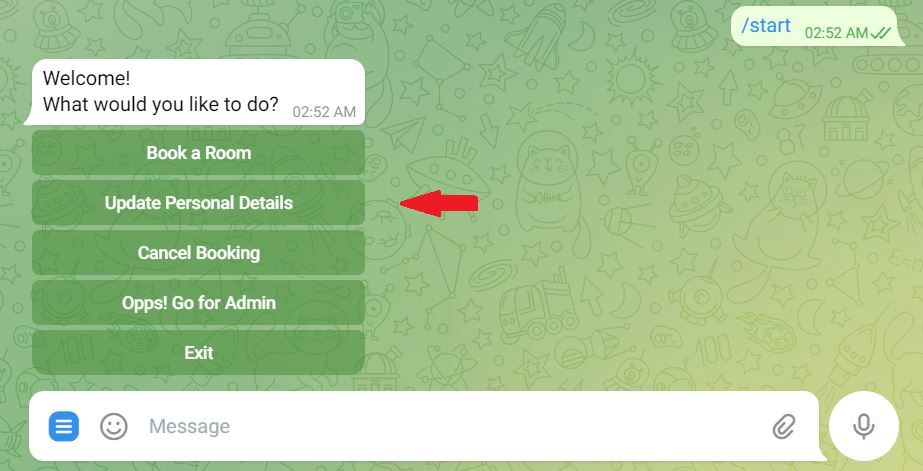 /start 02:52 AM
Welcome!
What would you like to do? 02:52 AM
Book a Room
Update Personal Details
Cancel Booking
Opps! Go for Admin
Exit
Message